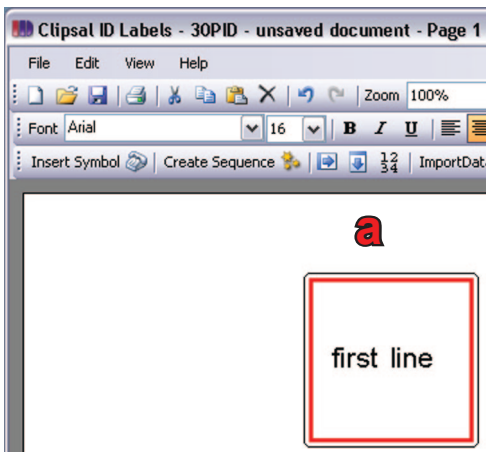 Clipsal ID Labels - 30PID - unsaved document - Page 1
File Edit View Help
Zoom 100%
Font Arial 16 B I U
Insert Symbol Create Sequence 12 34 ImportDat
a
first line